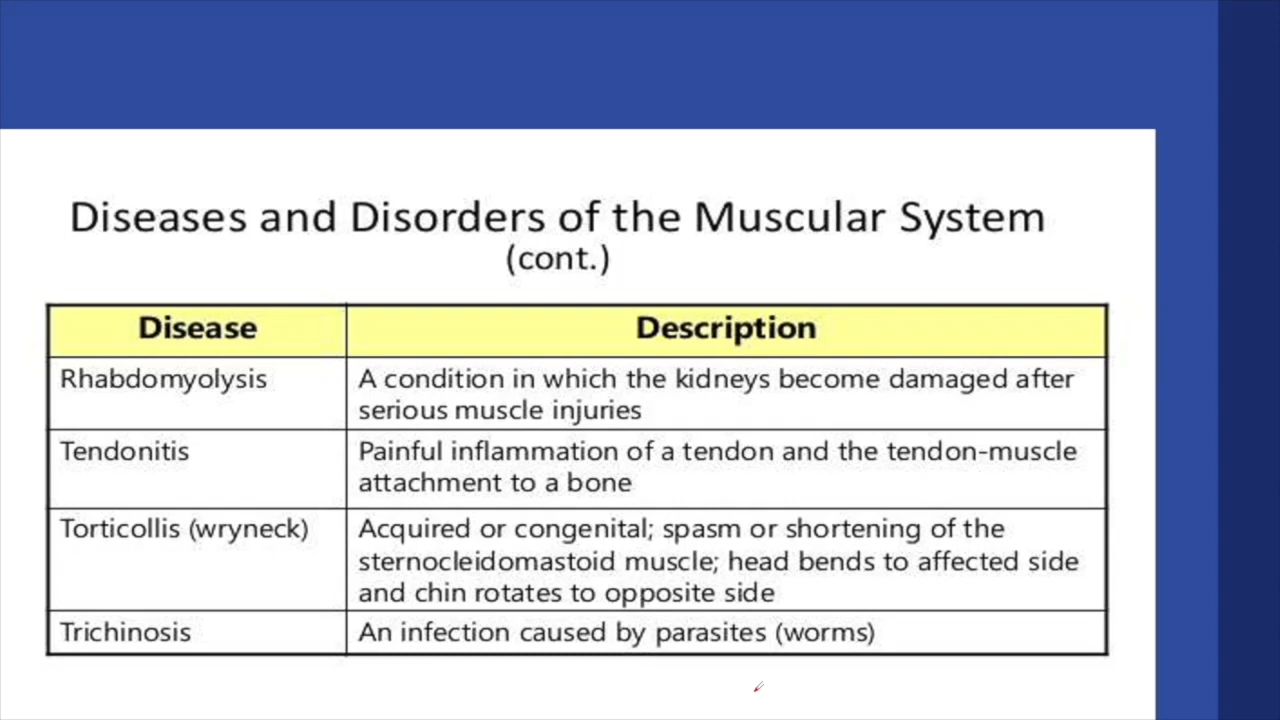 Diseases and Disorders of the Muscular System
(cont.)
Disease
Description
Rhabdomyolysis
A condition in which the kidneys become damaged after
serious muscle injuries
Tendonitis
Painful inflammation of a tendon and the tendon-muscle
attachment to a bone
Torticollis (wryneck)
Acquired or congenital; spasm or shortening of the
sternocleidomastoid muscle; head bends to affected side
and chin rotates to opposite side
Trichinosis
An infection caused by parasites (worms)